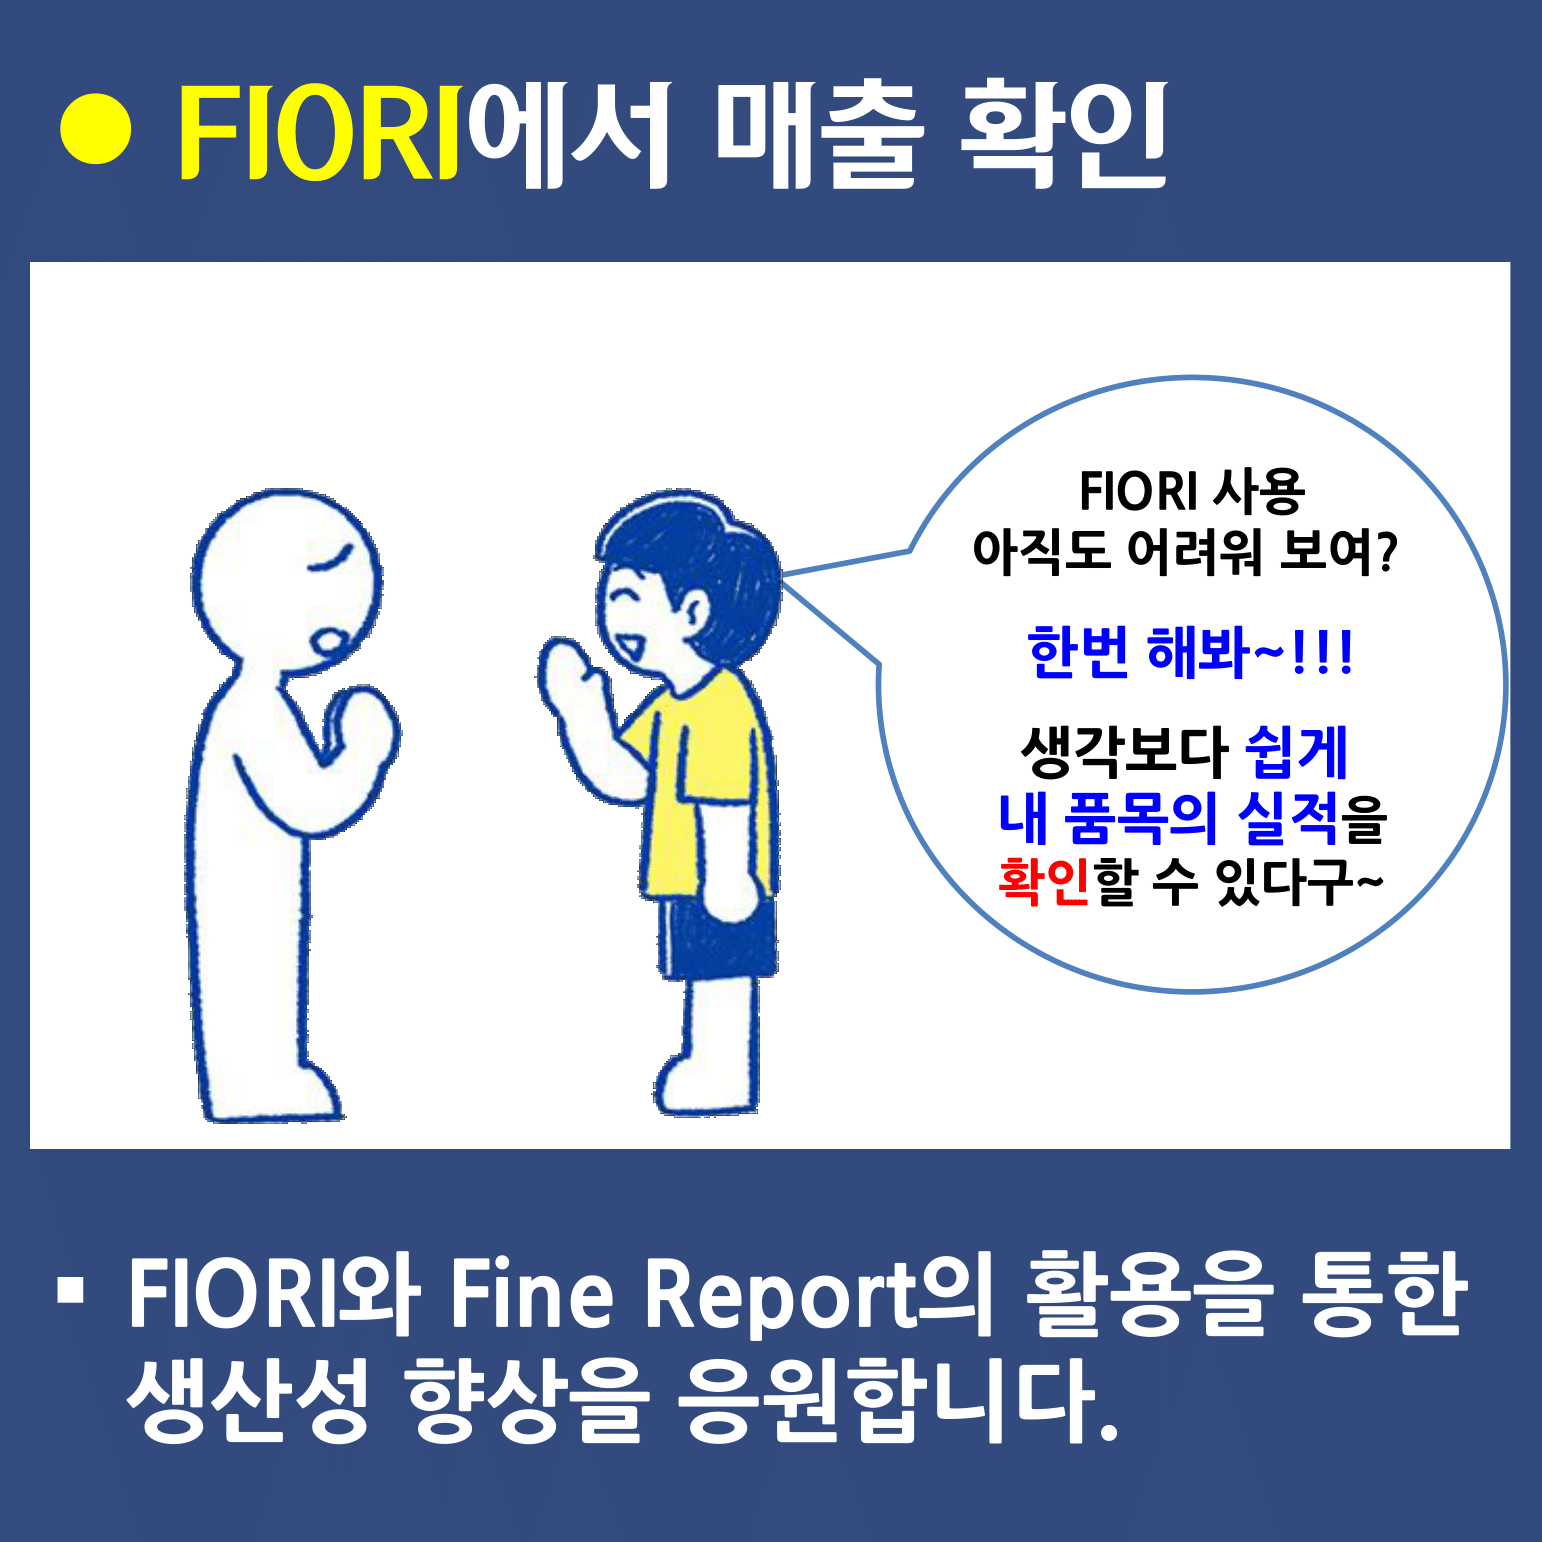 ● FIORI에서 매출 확인
FIORI 사용
아직도 어려워 보여?
한번 해봐~!!!
생각보다 쉽게
내 품목의 실적을
확인할 수 있다구~
▪ FIORI와 Fine Report의 활용을 통한
생산성 향상을 응원합니다.